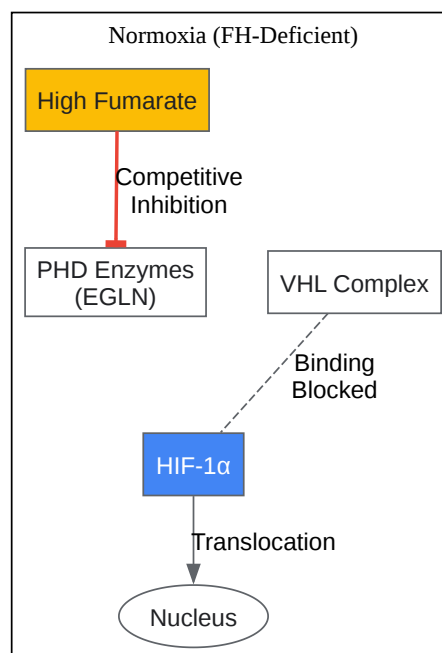 Normoxia (FH-Deficient)
High Fumarate
Competitive
Inhibition
PHD Enzymes
(EGLN)
VHL Complex
Binding
Blocked
HIF-1α
Translocation
Nucleus